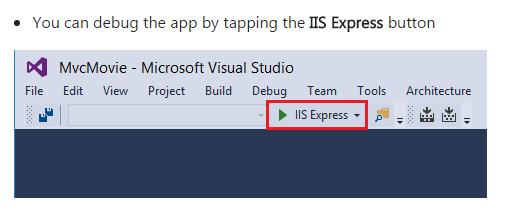 You can debug the app by tapping the IIS Express button
MvcMovie - Microsoft Visual Studio
File Edit View Project Build Debug Team Tools Architecture
IIS Express